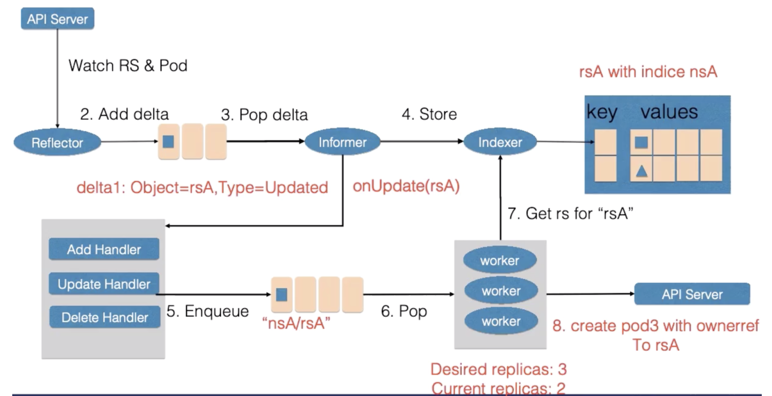 API Server
Watch RS & Pod
rsA with indice nsA
key values
2. Add delta
3. Pop delta
4. Store
Reflector
Informer
Indexer
delta1: Object=rsA,Type=Updated
onUpdate(rsA)
7. Get rs for “rsA”
Add Handler
Update Handler
Delete Handler
5. Enqueue
“nsA/rsA”
6. Pop
worker
worker
worker
API Server
8. create pod3 with ownerref
To rsA
Desired replicas: 3
Current replicas: 2